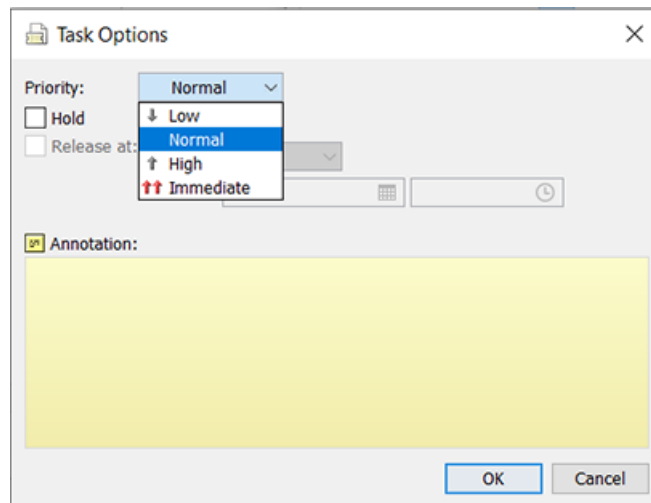 Task Options
Priority: Normal
Hold
Low
Release at:
Normal
High
Immediate
Annotation:
OK Cancel